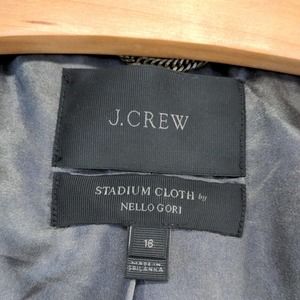 J.CREW
STADIUM CLOTH by
NELLO GORI
16
MADE IN
SRI LANKA